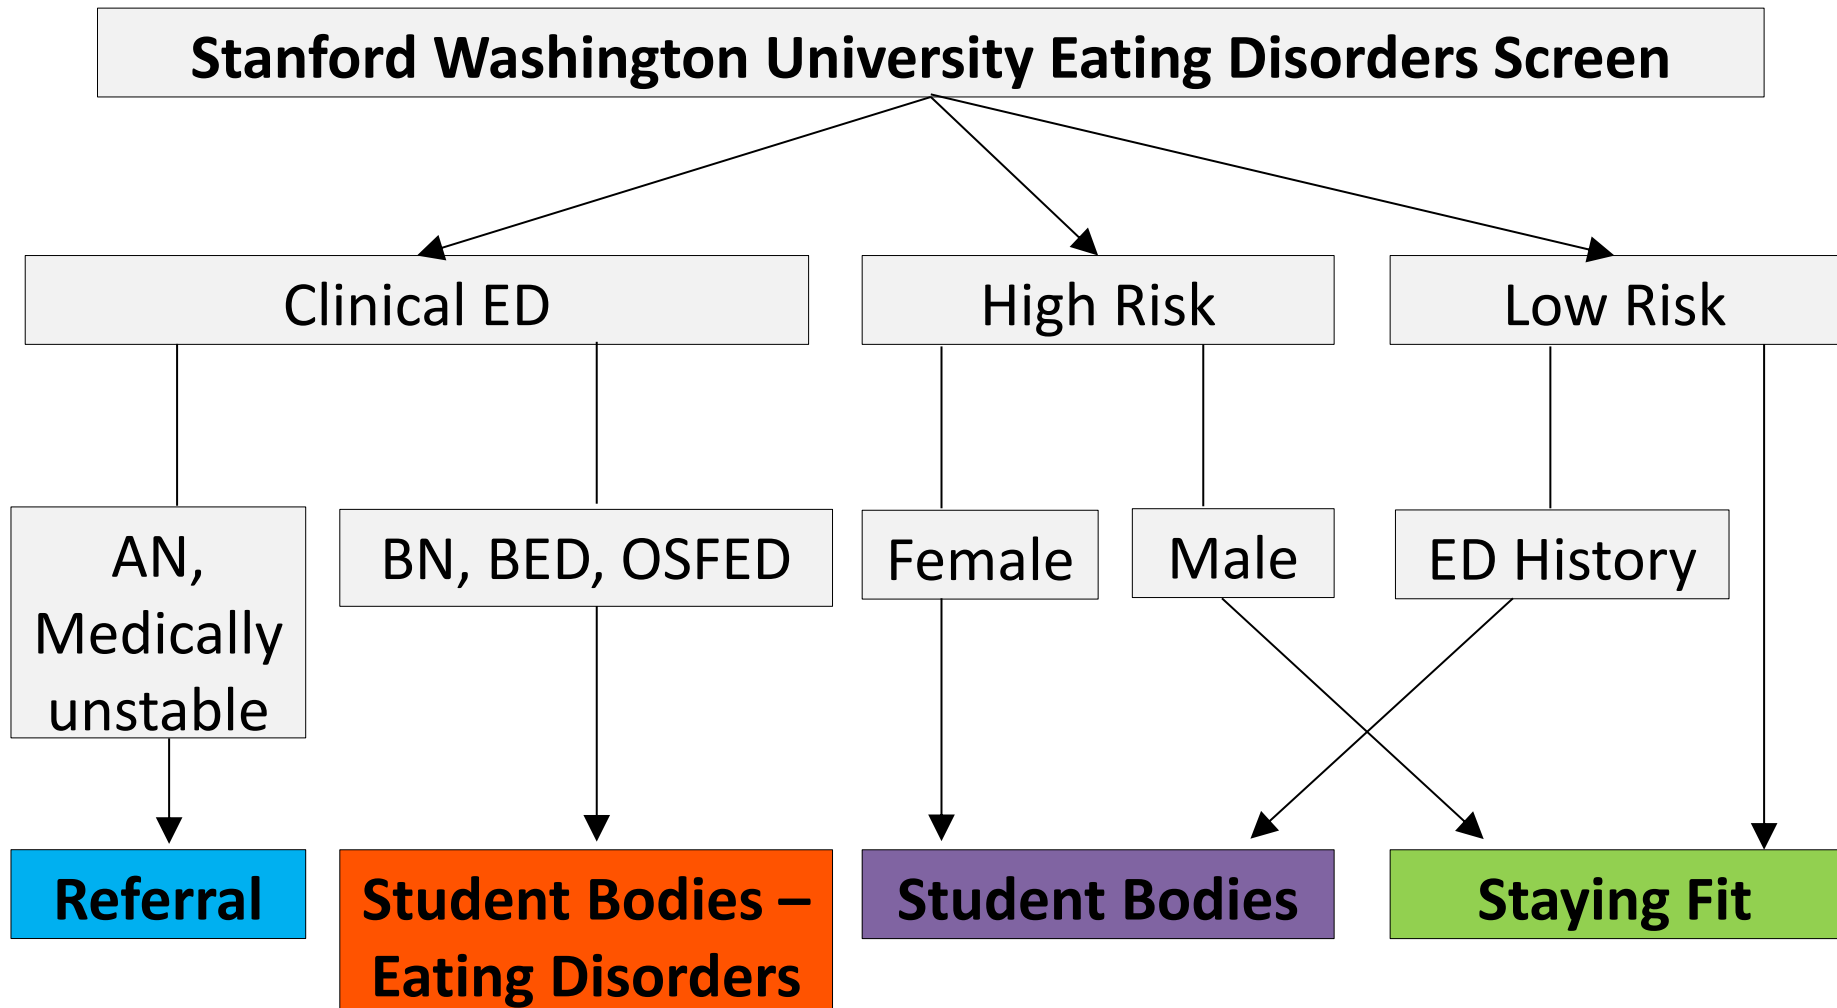 Stanford Washington University Eating Disorders Screen
Clinical ED
High Risk
Low Risk
AN,
Medically
unstable
BN, BED, OSFED
Female
Male
ED History
Referral
Student Bodies –
Eating Disorders
Student Bodies
Staying Fit